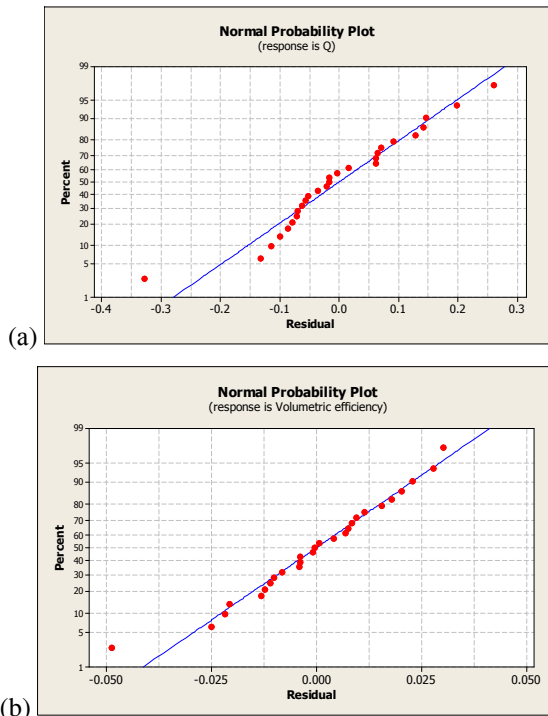 Normal Probability Plot
(response is Q)
99
95
90
80
70
60
50
40
30
20
10
5
1
Percent
-0.4 -0.3 -0.2 -0.1 0.0 0.1 0.2 0.3
Residual
(a)
Normal Probability Plot
(response is Volumetric efficiency)
99
95
90
80
70
60
50
40
30
20
10
5
1
Percent
-0.050 -0.025 0.000 0.025 0.050
Residual
(b)